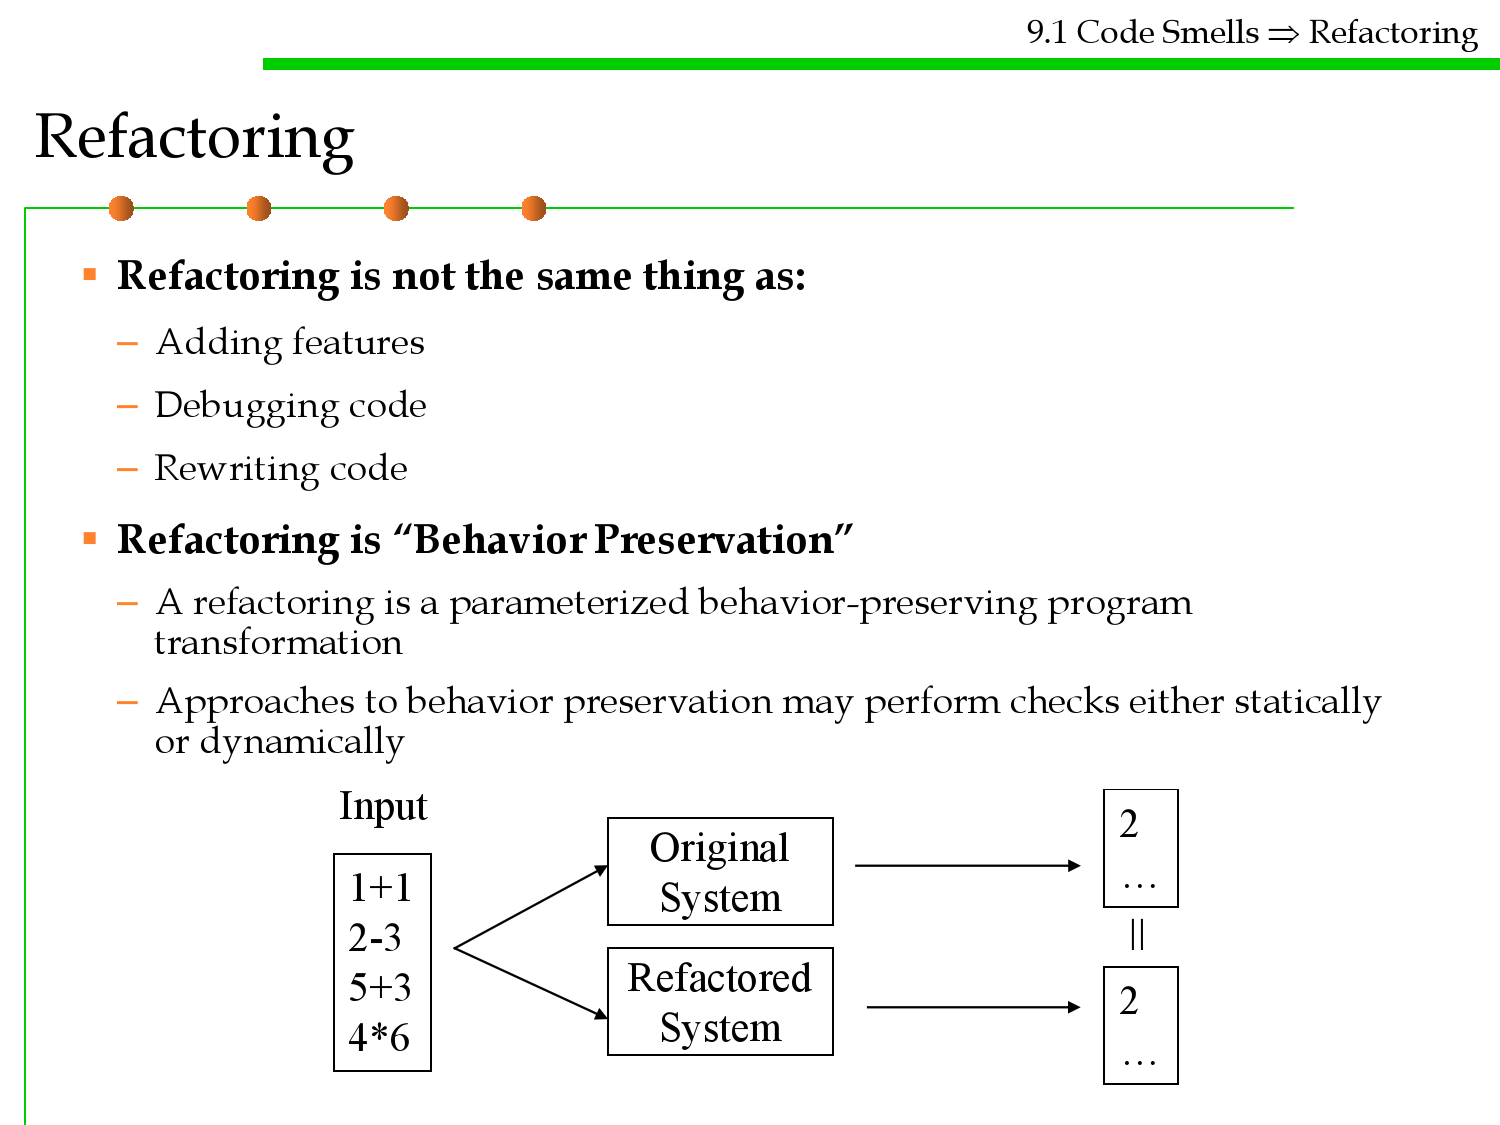 9.1 Code Smells ⇒ Refactoring
Refactoring
▪ Refactoring is not the same thing as:
– Adding features
– Debugging code
– Rewriting code
▪ Refactoring is “Behavior Preservation”
– A refactoring is a parameterized behavior-preserving program
transformation
– Approaches to behavior preservation may perform checks either statically
or dynamically
Input
1+1
2-3
5+3
4*6
Original
System
Refactored
System
2
…
||
2
…